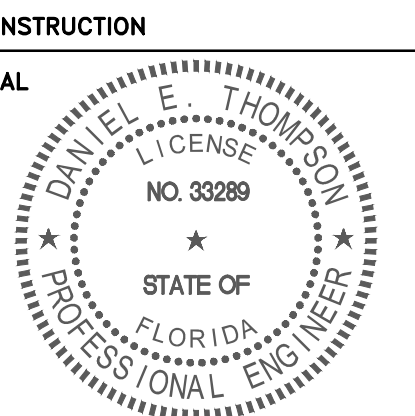 NSTRUCTION
AL
DANIEL E. THOMPSON
LICENSE
NO. 33289
STATE OF
FLORIDA
PROFESSIONAL ENGINEER